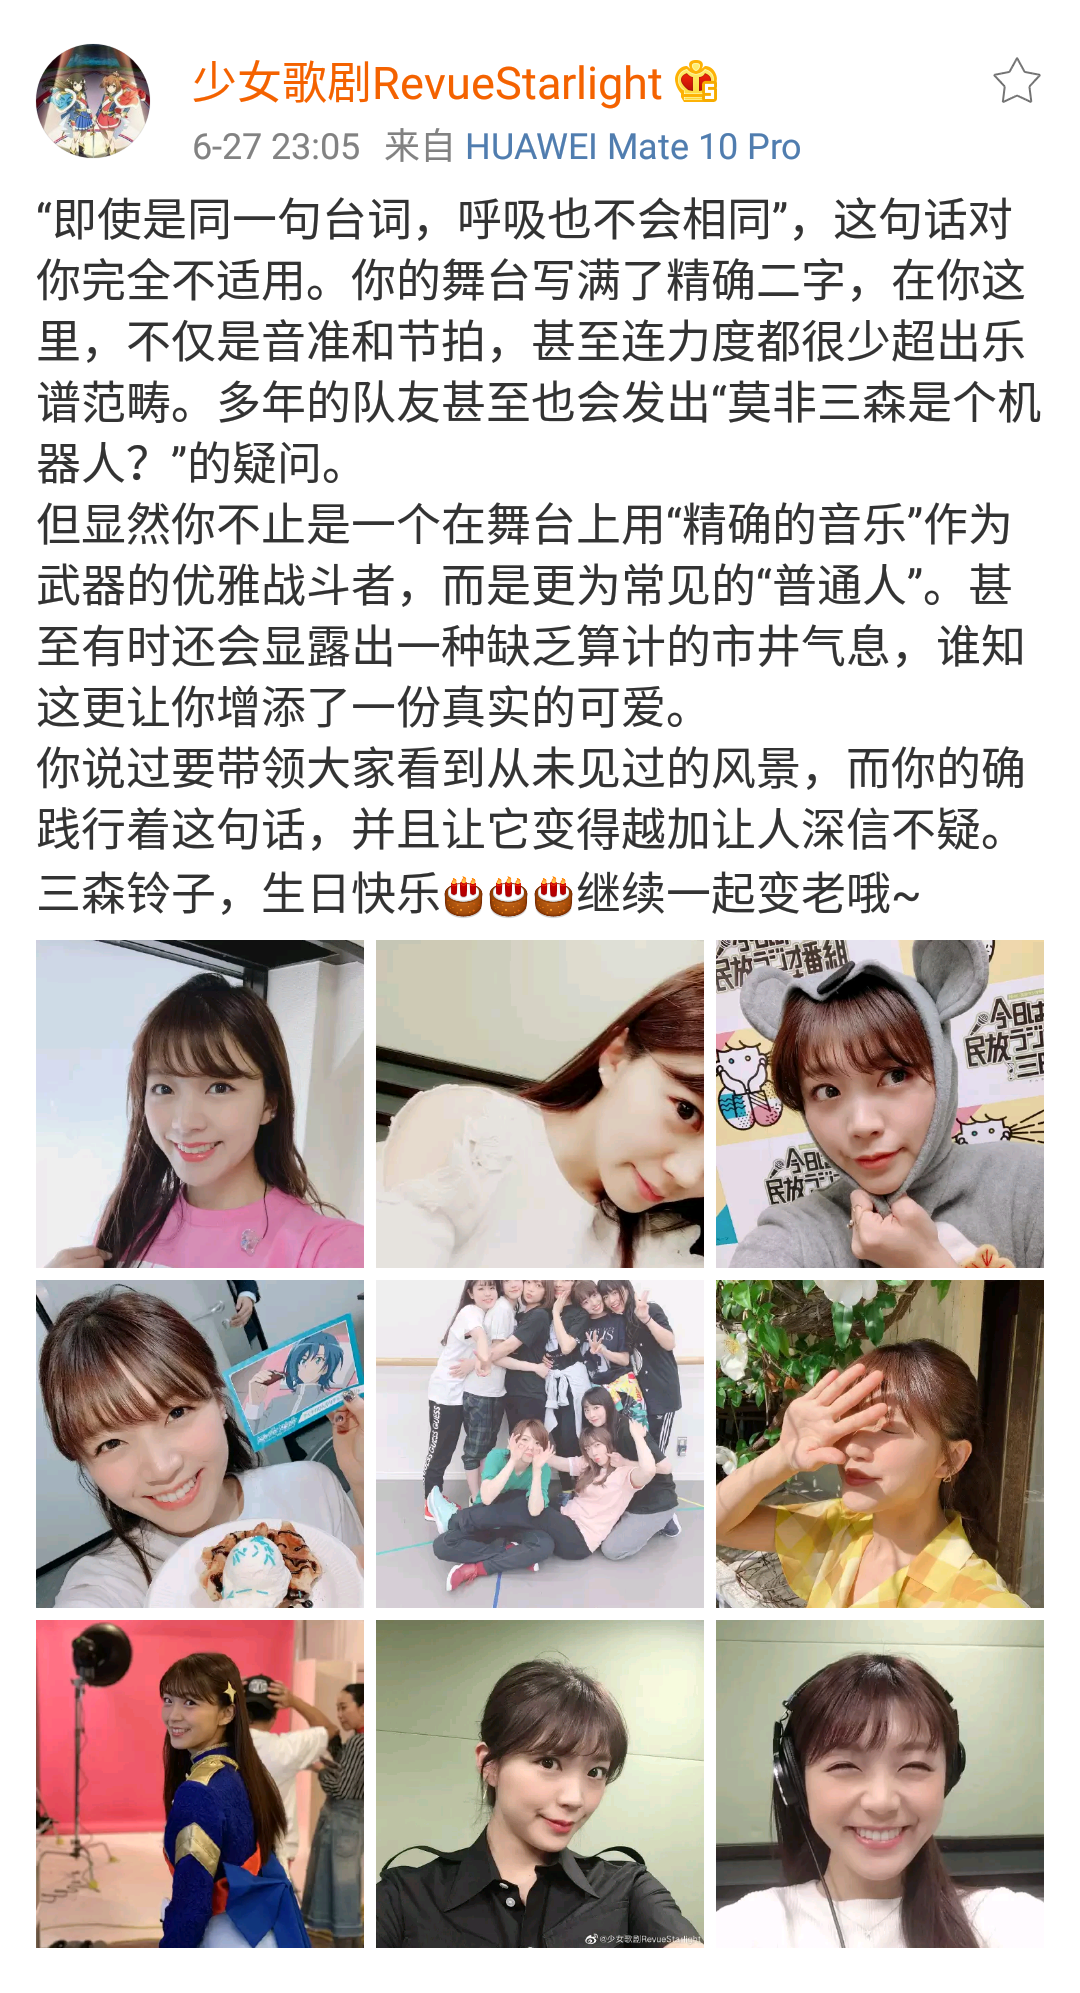 少女歌剧RevueStarlight
6-27 23:05 来自 HUAWEI Mate 10 Pro
“即使是同一句台词，呼吸也不会相同”，这句话对
你完全不适用。你的舞台写满了精确二字，在你这
里，不仅是音准和节拍，甚至连力度都很少超出乐
谱范畴。多年的队友甚至也会发出“莫非三森是个机
器人？”的疑问。
但显然你不止是一个在舞台上用“精确的音乐”作为
武器的优雅战斗者，而是更为常见的“普通人”。甚
至有时还会显露出一种缺乏算计的市井气息，谁知
这更让你增添了一份真实的可爱。
你说过要带领大家看到从未见过的风景，而你的确
践行着这句话，并且让它变得越加让人深信不疑。
三森铃子，生日快乐🎂🎂🎂继续一起变老哦~
民放ラジオ番組
今日は
民放ラジ
三日
今日は
民放ラジ
GUESS GUESS GUESS
@少女歌剧RevueStarlight